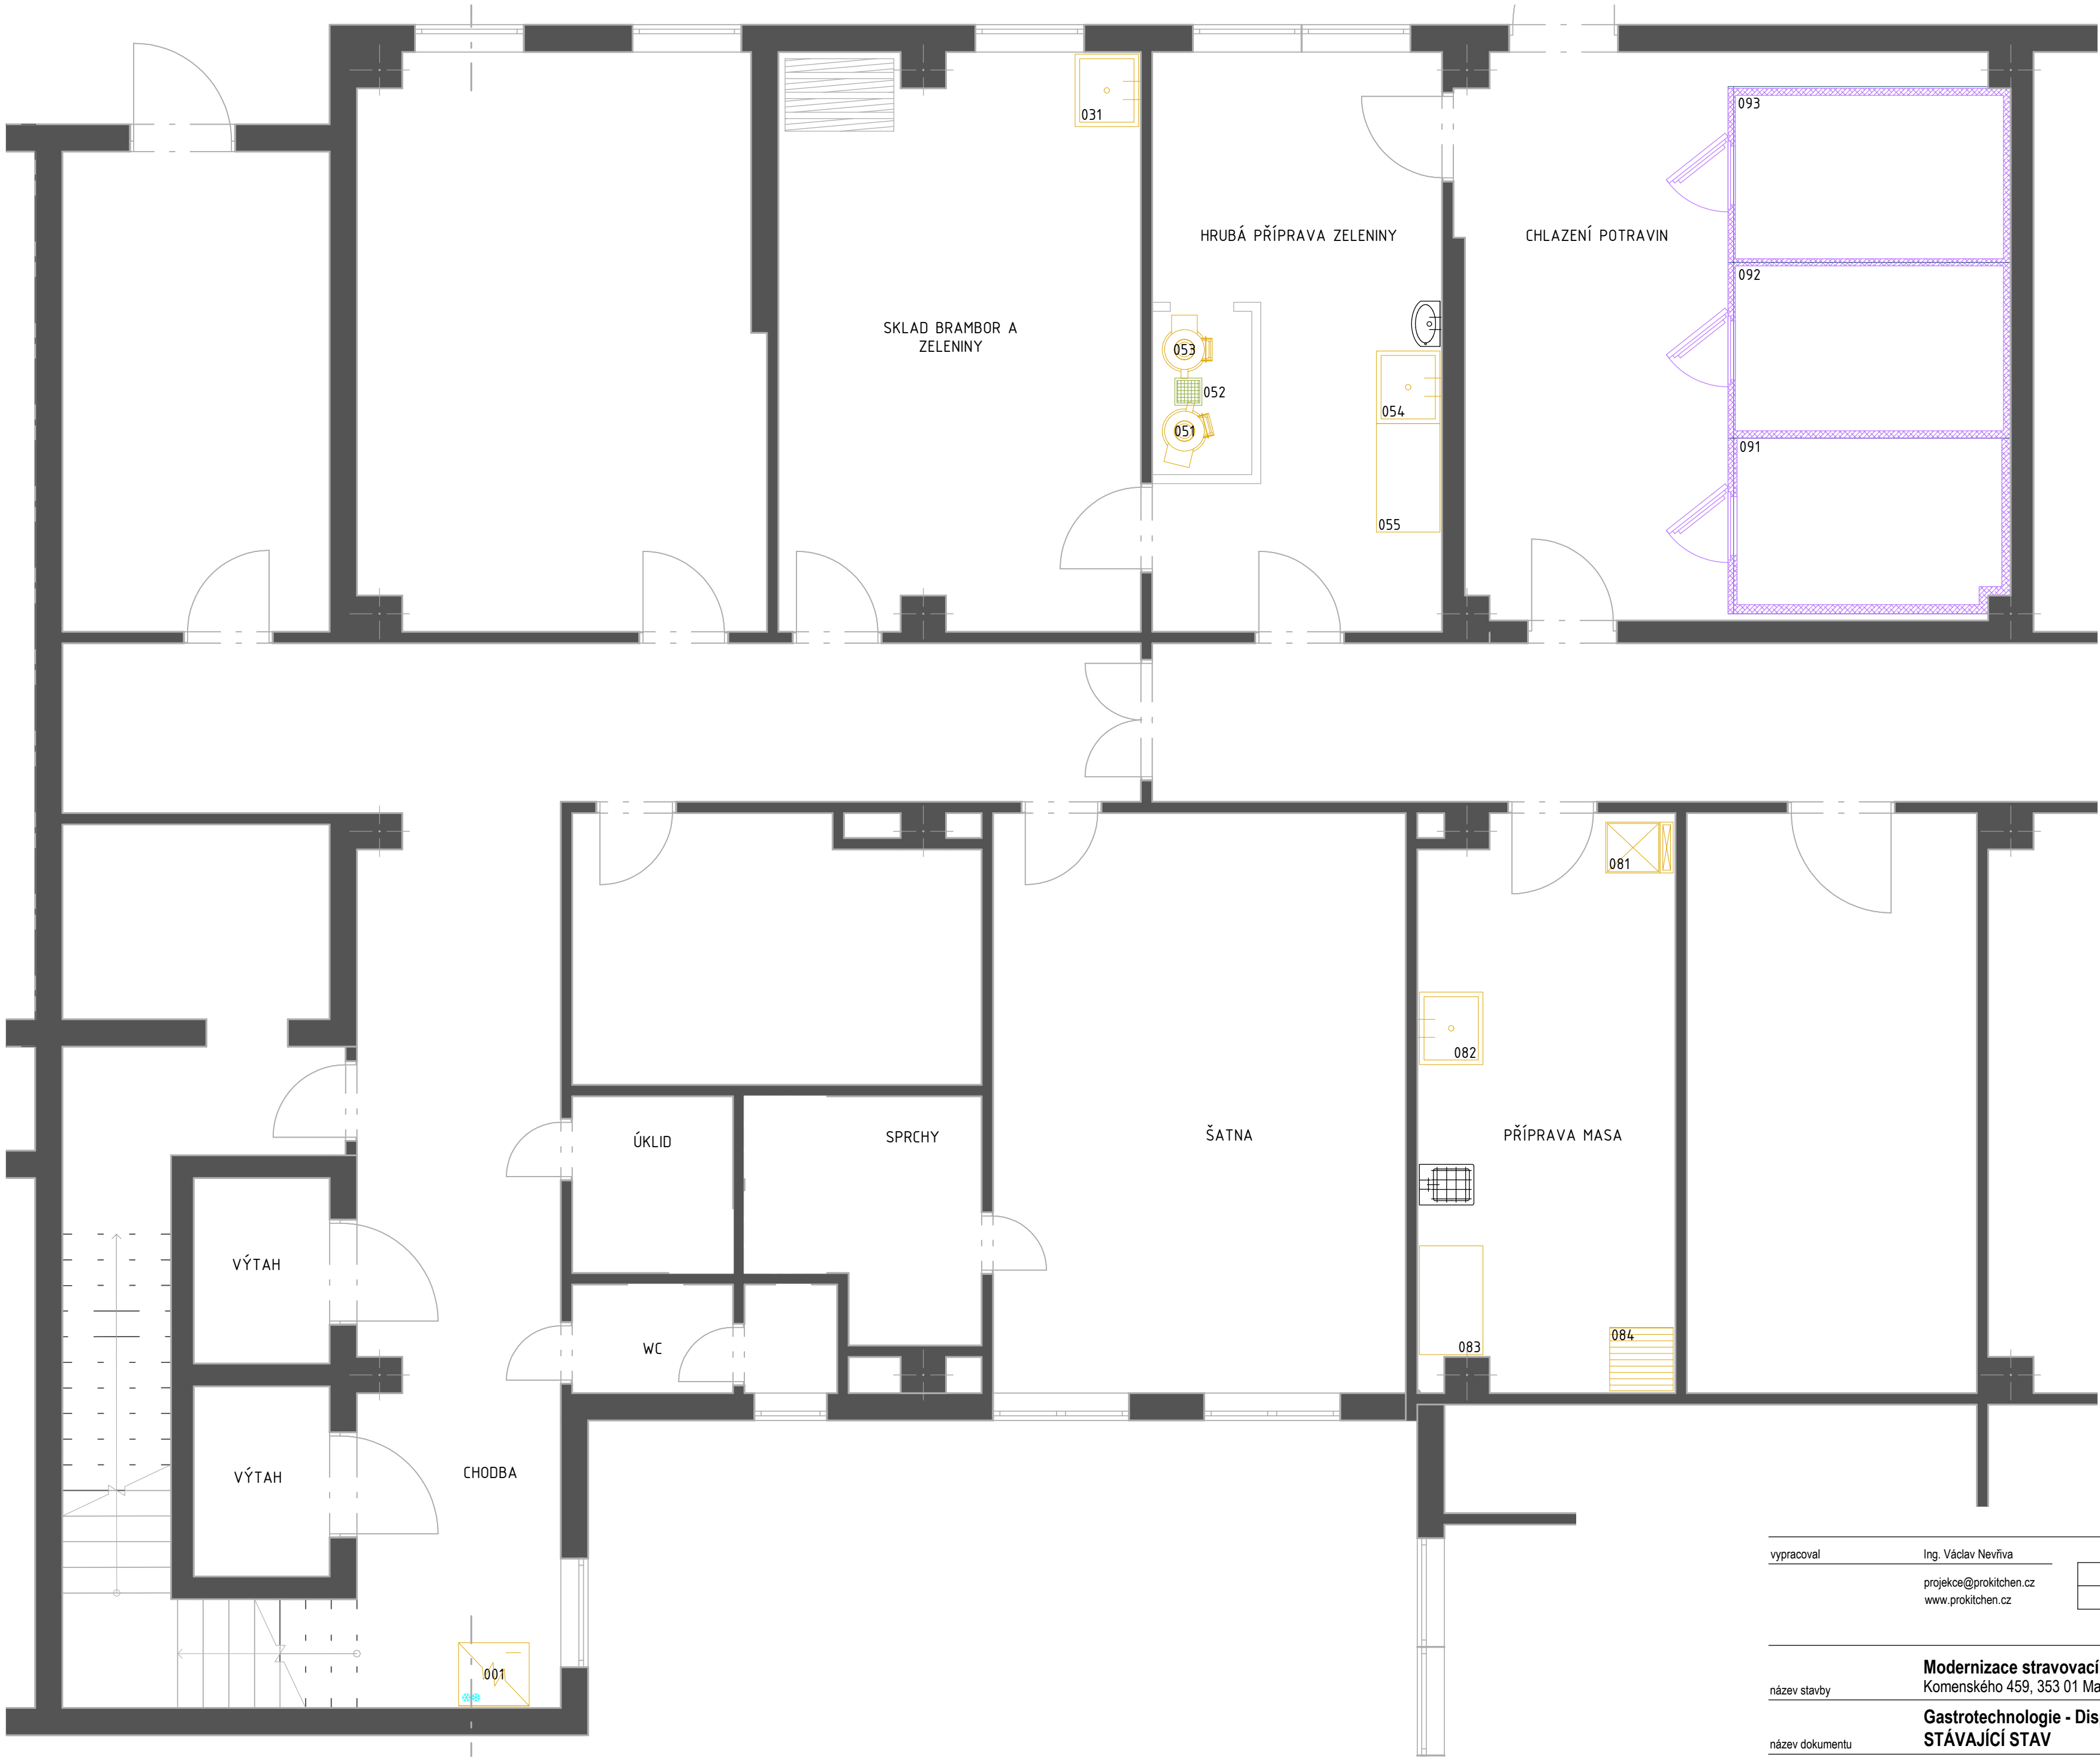 093
031
HRUBÁ PŘÍPRAVA ZELENINY
CHLAZENÍ POTRAVIN
092
SKLAD BRAMBOR A
ZELENINY
053
052
054
051
091
055
081
082
ÚKLID
SPRCHY
ŠATNA
PŘÍPRAVA MASA
VÝTAH
084
083
WC
CHODBA
VÝTAH
001
vypracoval
Ing. Václav Nevřiva
projekce@prokitchen.cz
www.prokitchen.cz
Modernizace stravovací
název stavby
Komenského 459, 353 01 Ma
Gastrotechnologie - Dis
název dokumentu
STÁVAJÍCÍ STAV